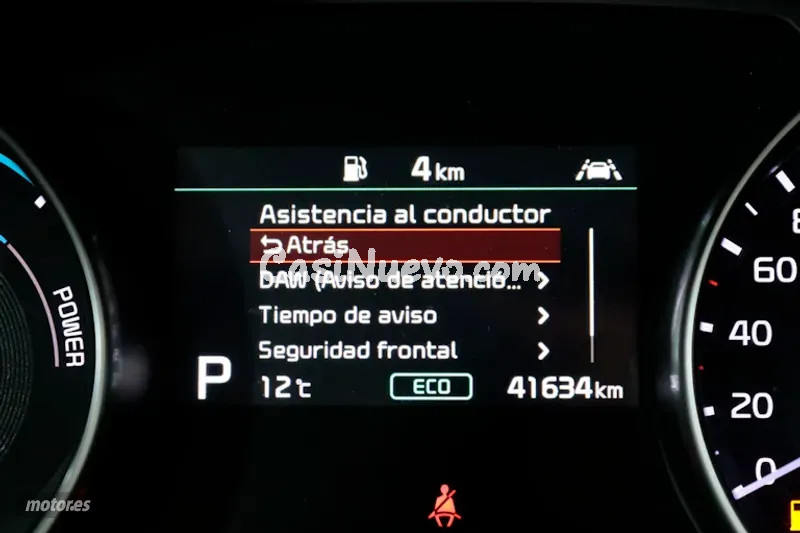 4 km
Asistencia al conductor
Atrás
CasiNuevo.com
DAW (Aviso de atencio...
Tiempo de aviso
Seguridad frontal
P
12℃
ECO
41634 km
POWER
60
40
20
0
motor.es